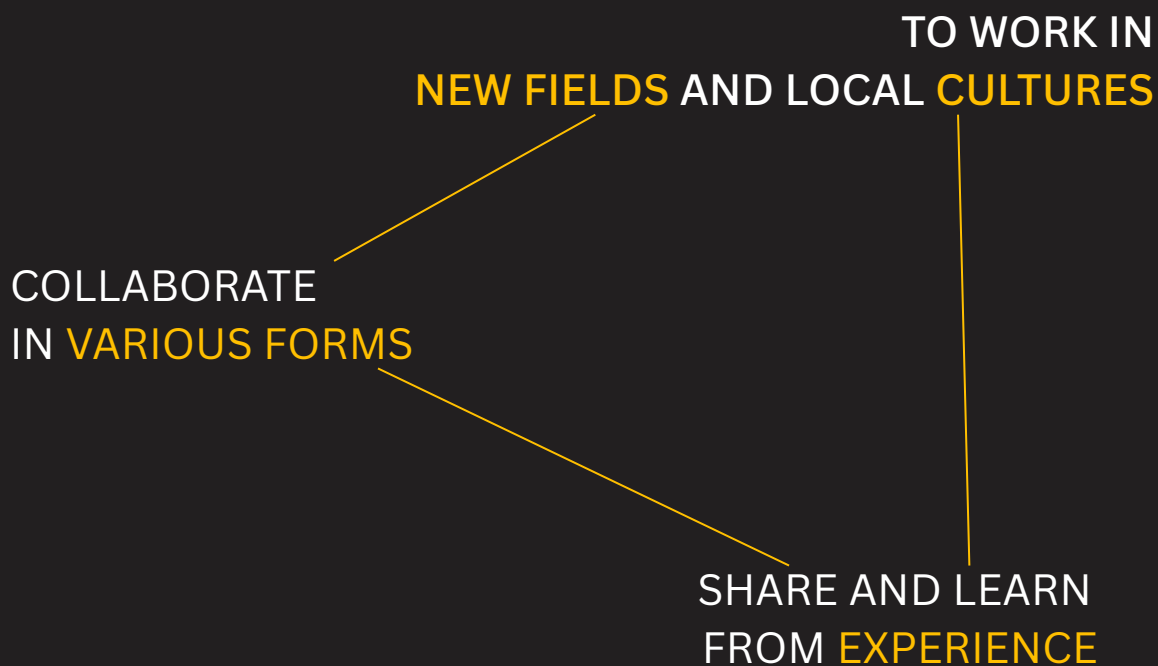 TO WORK IN
NEW FIELDS AND LOCAL CULTURES
COLLABORATE
IN VARIOUS FORMS
SHARE AND LEARN
FROM EXPERIENCE